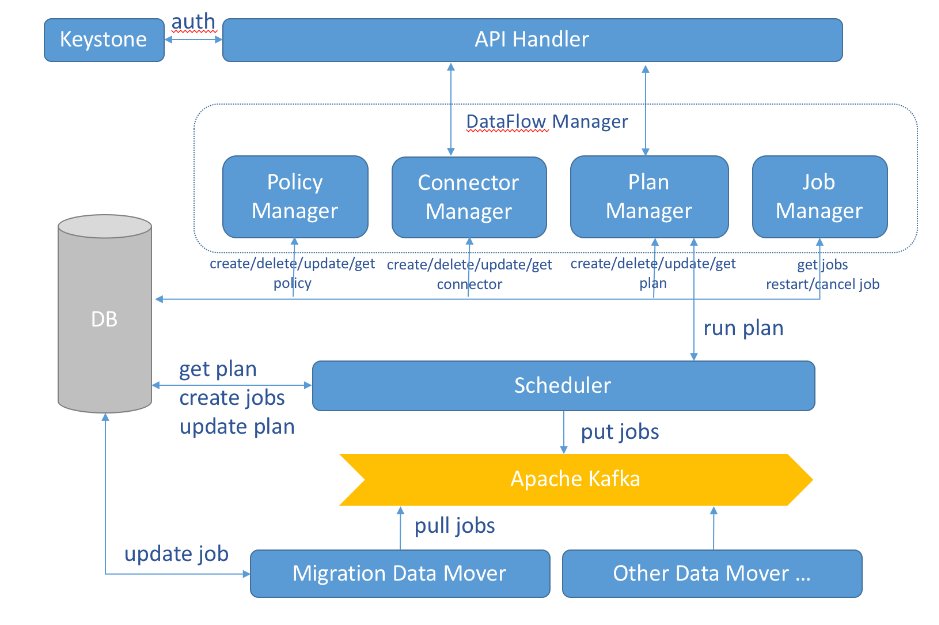 auth
Keystone
API Handler
DataFlow Manager
Policy
Manager
Connector
Manager
Plan
Manager
Job
Manager
create/delete/update/get
policy
create/delete/update/get
connector
create/delete/update/get
plan
get jobs
restart/cancel job
DB
run plan
get plan
create jobs
update plan
Scheduler
put jobs
Apache Kafka
pull jobs
update job
Migration Data Mover
Other Data Mover ...